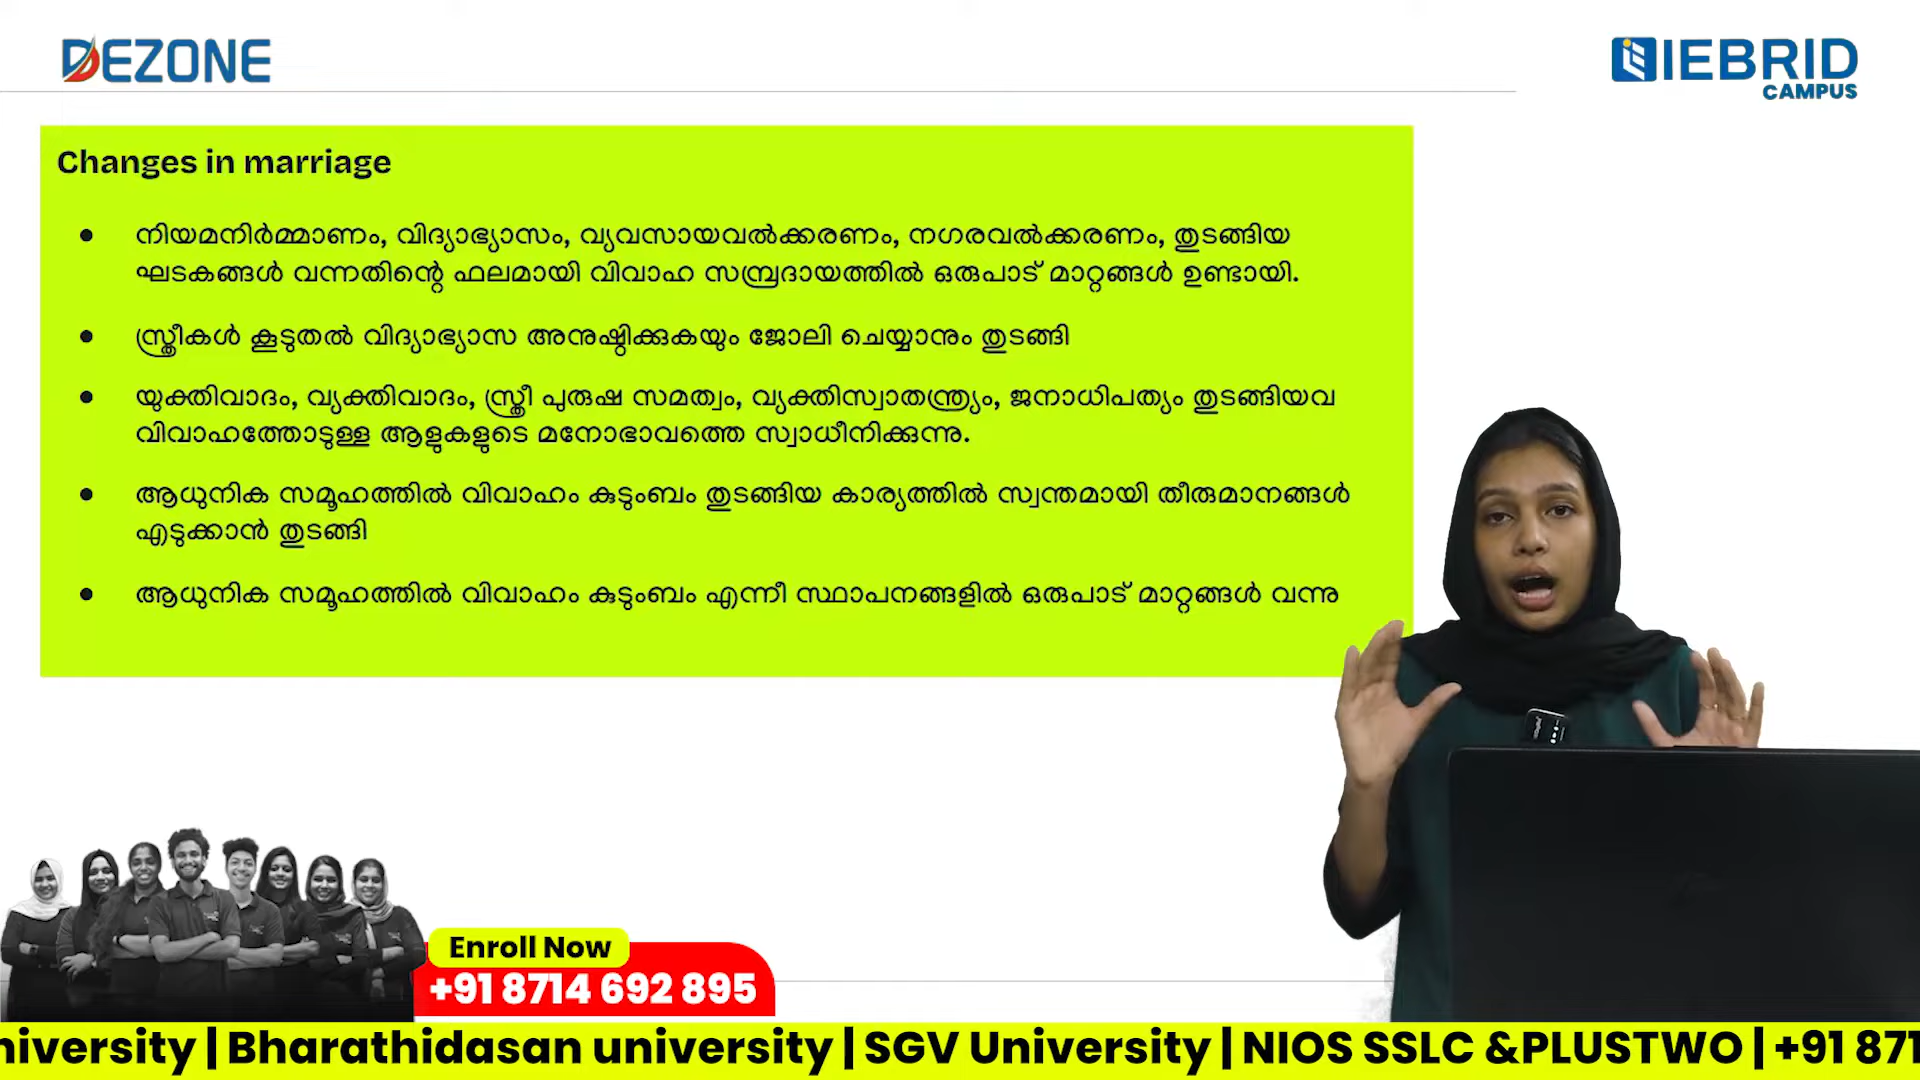 DEZONE
IEBRID
CAMPUS
Changes in marriage
നിയമനിർമ്മാണം, വിദ്യാഭ്യാസം, വ്യവസായവൽക്കരണം, നഗരവൽക്കരണം, തുടങ്ങിയ
ഘടകങ്ങൾ വന്നതിന്റെ ഫലമായി വിവാഹ സമ്പ്രദായത്തിൽ ഒരുപാട് മാറ്റങ്ങൾ ഉണ്ടായി.
സ്ത്രീകൾ കൂടുതൽ വിദ്യാഭ്യാസ അനുഷ്ഠിക്കുകയും ജോലി ചെയ്യാനും തുടങ്ങി
യുക്തിവാദം, വ്യക്തിവാദം, സ്ത്രീ പുരുഷ സമത്വം, വ്യക്തിസ്വാതന്ത്ര്യം, ജനാധിപത്യം തുടങ്ങിയവ
വിവാഹത്തോടുള്ള ആളുകളുടെ മനോഭാവത്തെ സ്വാധീനിക്കുന്നു.
ആധുനിക സമൂഹത്തിൽ വിവാഹം കുടുംബം തുടങ്ങിയ കാര്യത്തിൽ സ്വന്തമായി തീരുമാനങ്ങൾ
എടുക്കാൻ തുടങ്ങി
ആധുനിക സമൂഹത്തിൽ വിവാഹം കുടുംബം എന്നീ സ്ഥാപനങ്ങളിൽ ഒരുപാട് മാറ്റങ്ങൾ വന്നു
Enroll Now
+91 8714 692 895
niversity | Bharathidasan university | SGV University | NIOS SSLC &PLUSTWO | +91 871